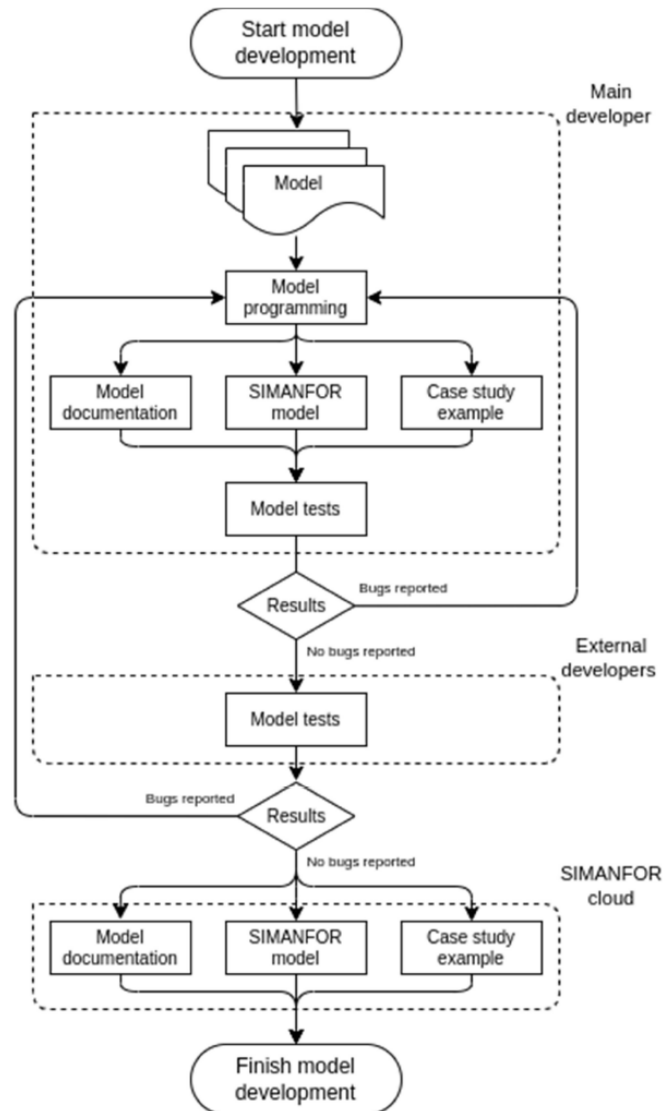 Start model
development
Main
developer
Model
Model
programming
Model
documentation
SIMANFOR
model
Case study
example
Model tests
Results
Bugs reported
No bugs reported
External
developers
Model tests
Results
Bugs reported
No bugs reported
SIMANFOR
cloud
Model
documentation
SIMANFOR
model
Case study
example
Finish model
development